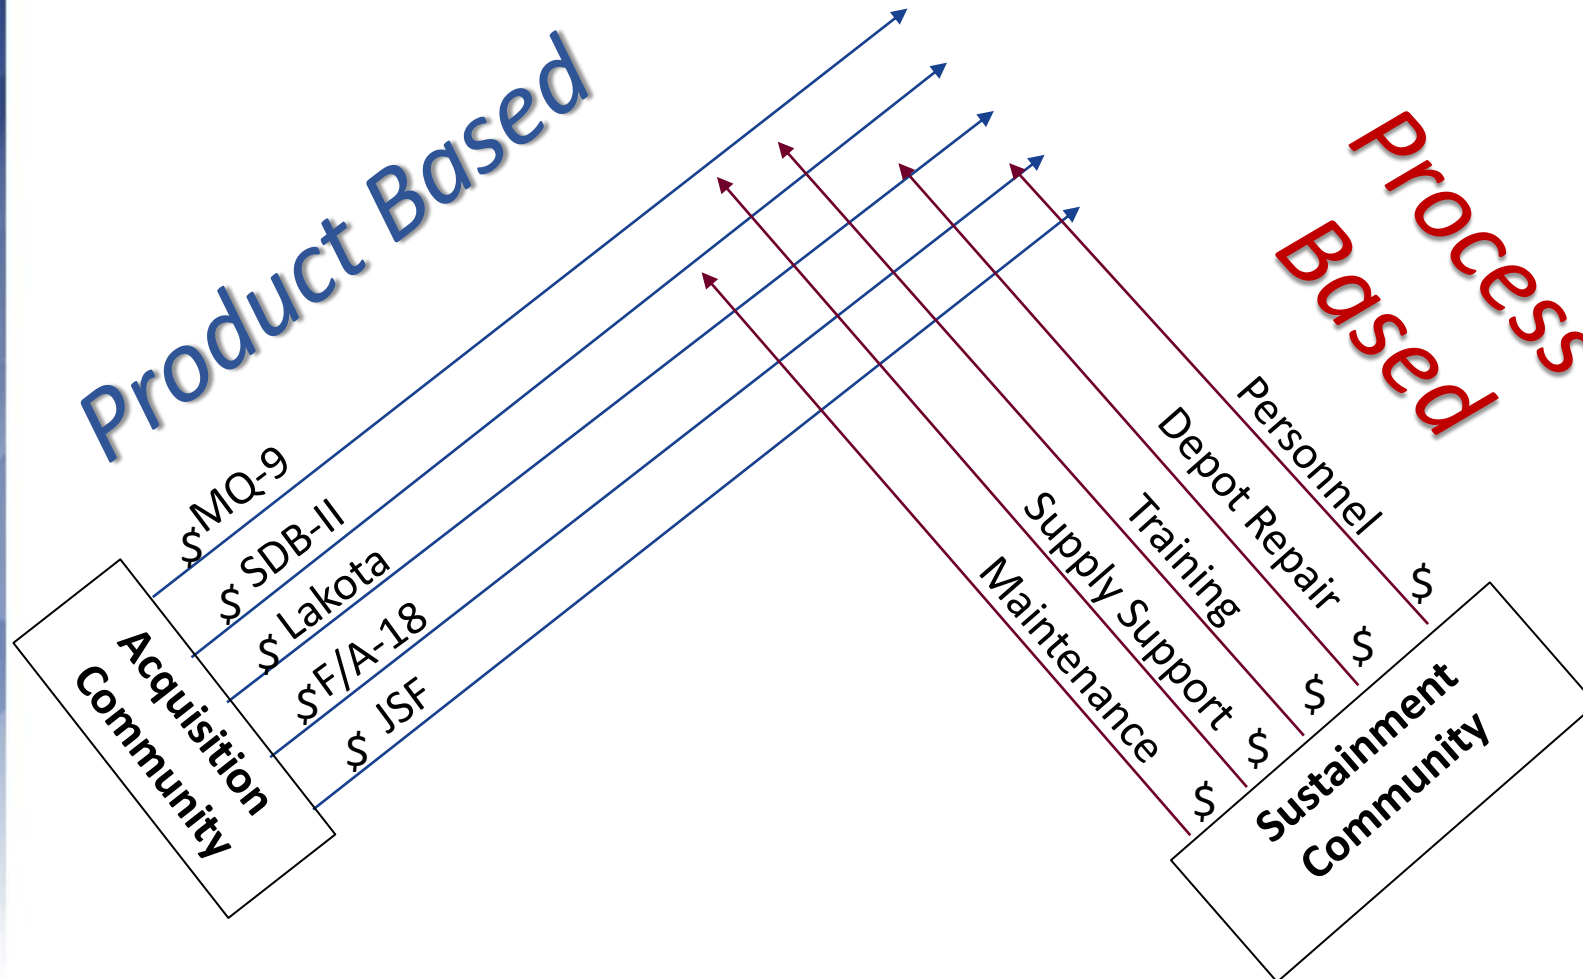 Product Based
Process
Based
$MQ-9
$ SDB-II
$ Lakota
$F/A-18
$ JSF
Acquisition
Community
Personnel $
Depot Repair $
Training $
Supply Support $
Maintenance $
Sustainment
Community